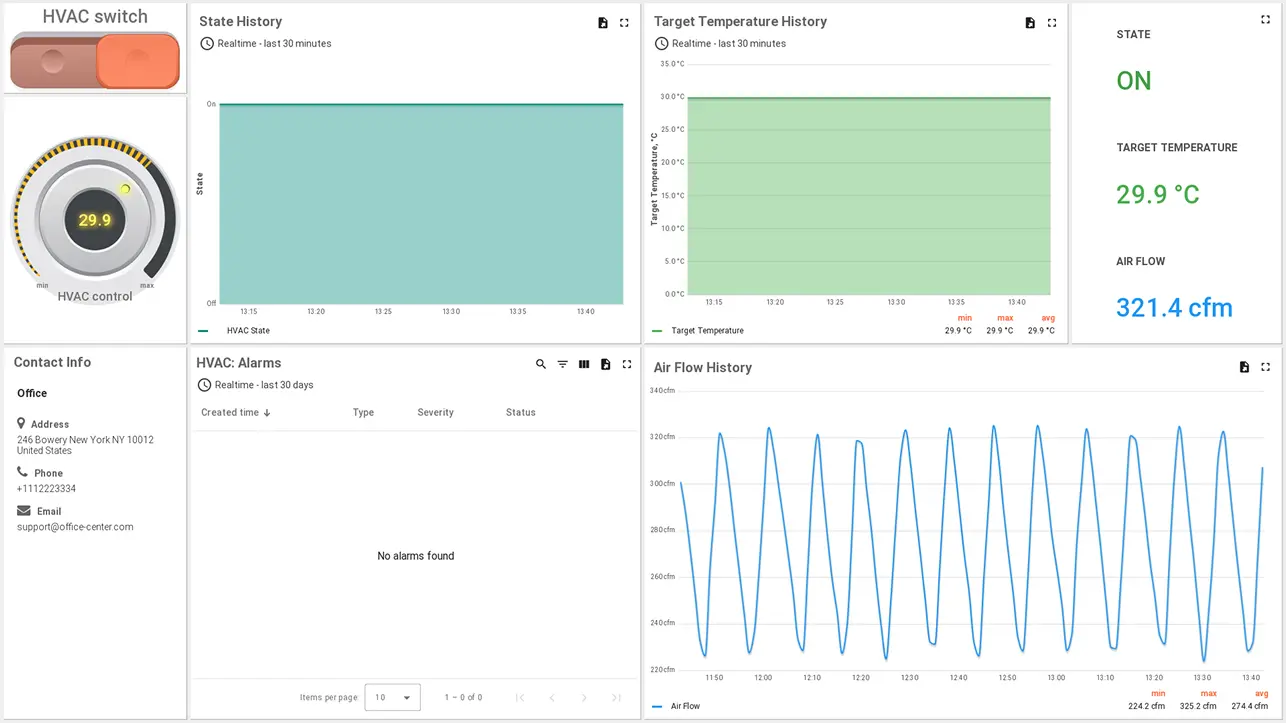 HVAC switch
29.9
min
max
HVAC control
State History
Realtime - last 30 minutes
State
On
Off
13:15
13:20
13:25
13:30
13:35
13:40
HVAC State
Target Temperature History
Realtime - last 30 minutes
Target Temperature, °C
35.0°C
30.0°C
25.0°C
20.0°C
15.0°C
10.0°C
5.0°C
0.0°C
13:15
13:20
13:25
13:30
13:35
13:40
min max avg
Target Temperature 29.9 °C 29.9 °C 29.9 °C
STATE
ON
TARGET TEMPERATURE
29.9 °C
AIR FLOW
321.4 cfm
Contact Info
Office
Address
246 Bowery New York NY 10012
United States
Phone
+1112223334
Email
support@office-center.com
HVAC: Alarms
Realtime - last 30 days
Created time Type Severity Status
No alarms found
Items per page: 10 1 – 0 of 0
Air Flow History
340cfm
320cfm
300cfm
280cfm
260cfm
240cfm
220cfm
11:50
12:00
12:10
12:20
12:30
12:40
12:50
13:00
13:10
13:20
13:30
13:40
min max avg
Air Flow 224.2 cfm 325.2 cfm 274.4 cfm